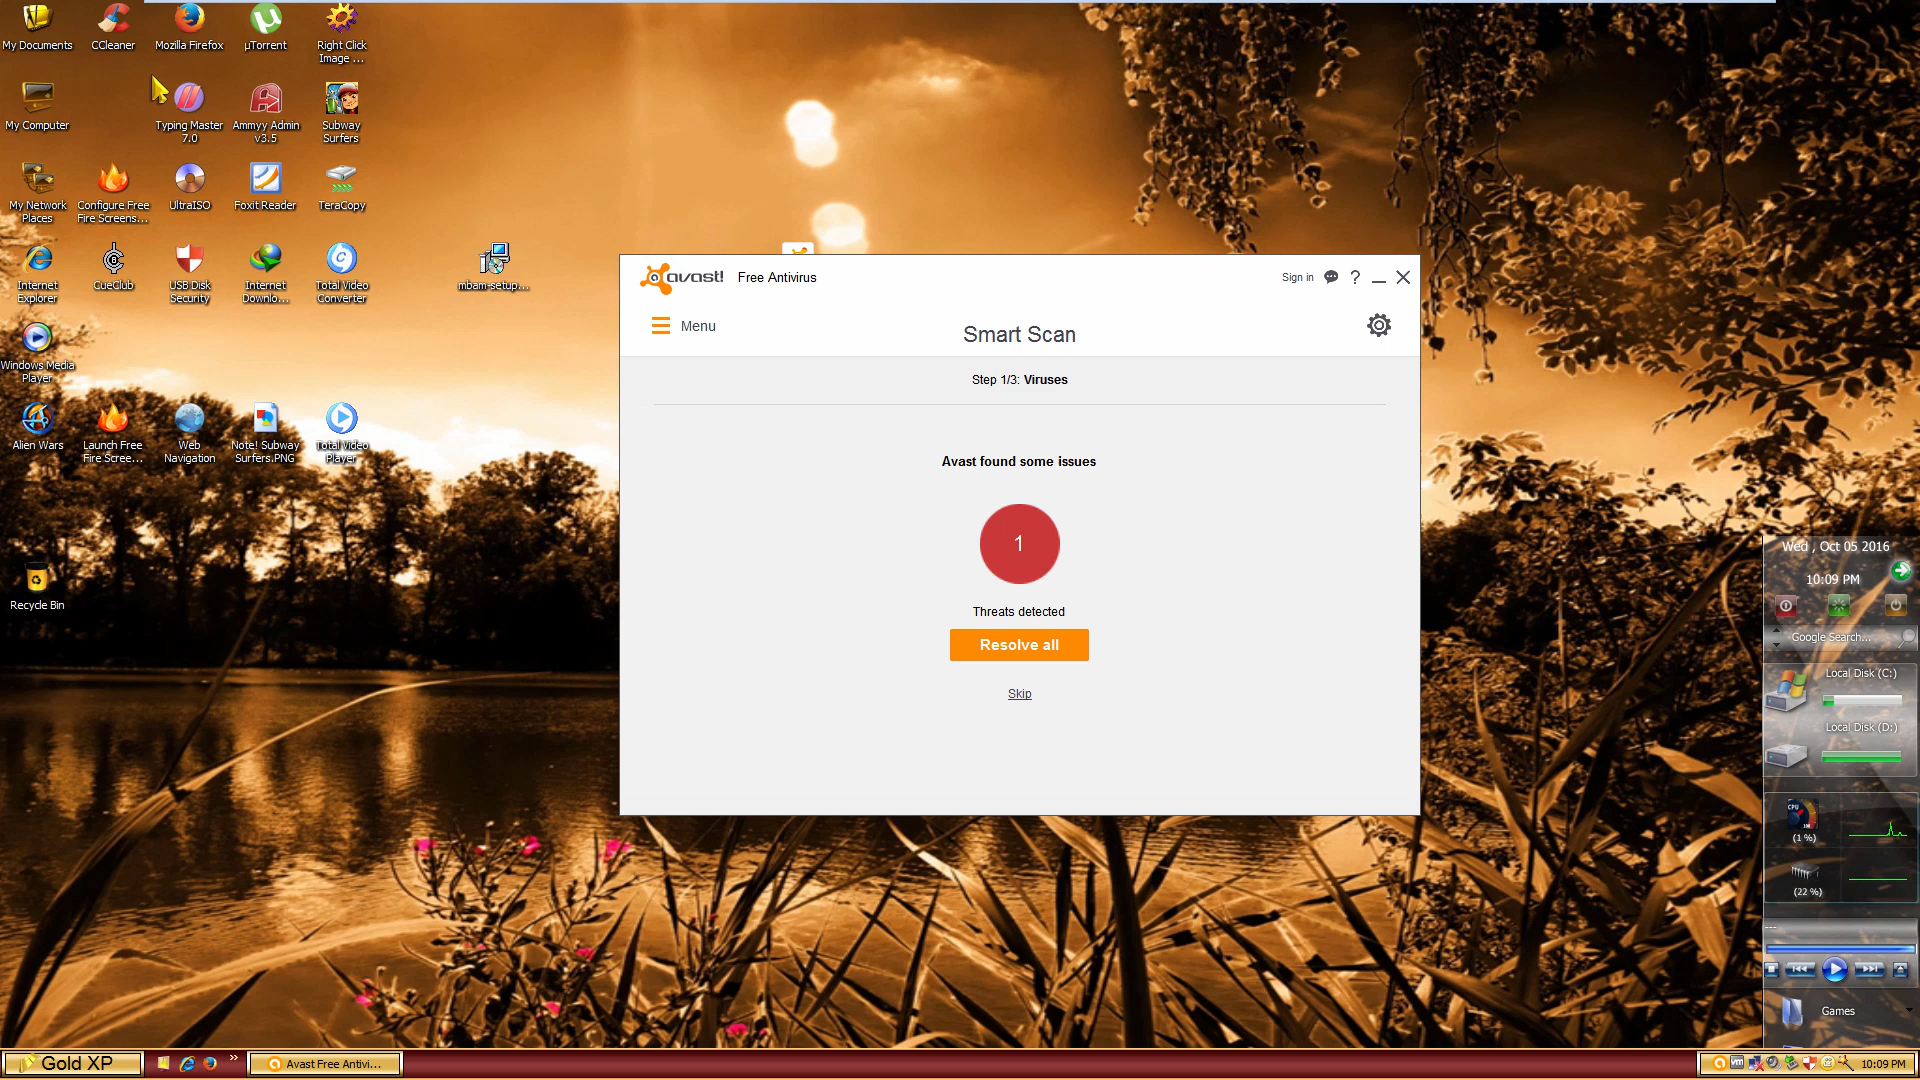 My Documents
CCleaner
Mozilla Firefox
µTorrent
Right Click
Image ...
My Computer
Typing Master
7.0
Ammyy Admin
v3.5
Subway
Surfers
My Network
Places
Configure Free
Fire Screens...
UltraISO
Foxit Reader
TeraCopy
Internet
Explorer
CueClub
USB Disk
Security
Internet
Downlo...
Total Video
Converter
mbam-setup...
Windows Media
Player
Alien Wars
Launch Free
Fire Scree...
Web
Navigation
Note! Subway
Surfers.PNG
Total Video
Player
Recycle Bin
avast! Free Antivirus
Sign in
?
Menu
Smart Scan
Step 1/3: Viruses
Avast found some issues
1
Threats detected
Resolve all
Skip
Wed , Oct 05 2016
10:09 PM
Google Search...
Local Disk (C:)
Local Disk (D:)
CPU
(1 %)
(22 %)
---
Games
Gold XP
»
Avast Free Antivi...
10:09 PM